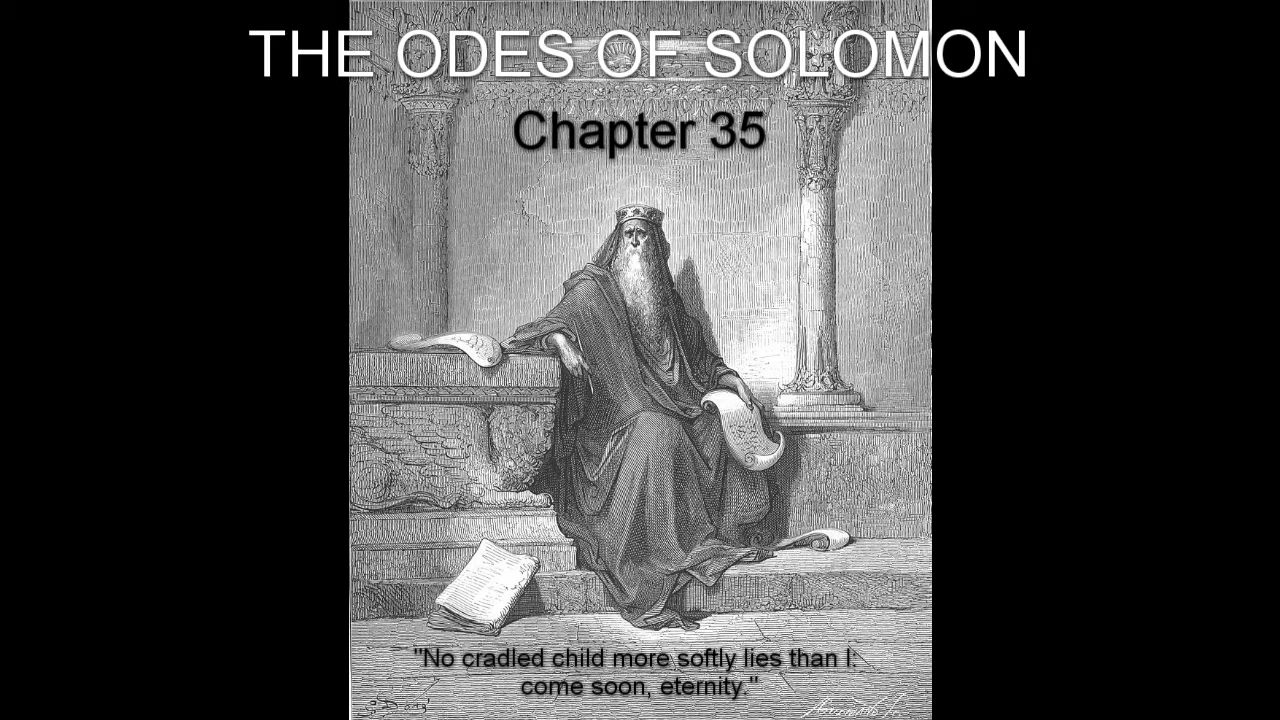 THE ODES OF SOLOMON
Chapter 35
"No cradled child more softly lies than I:
come soon, eternity."